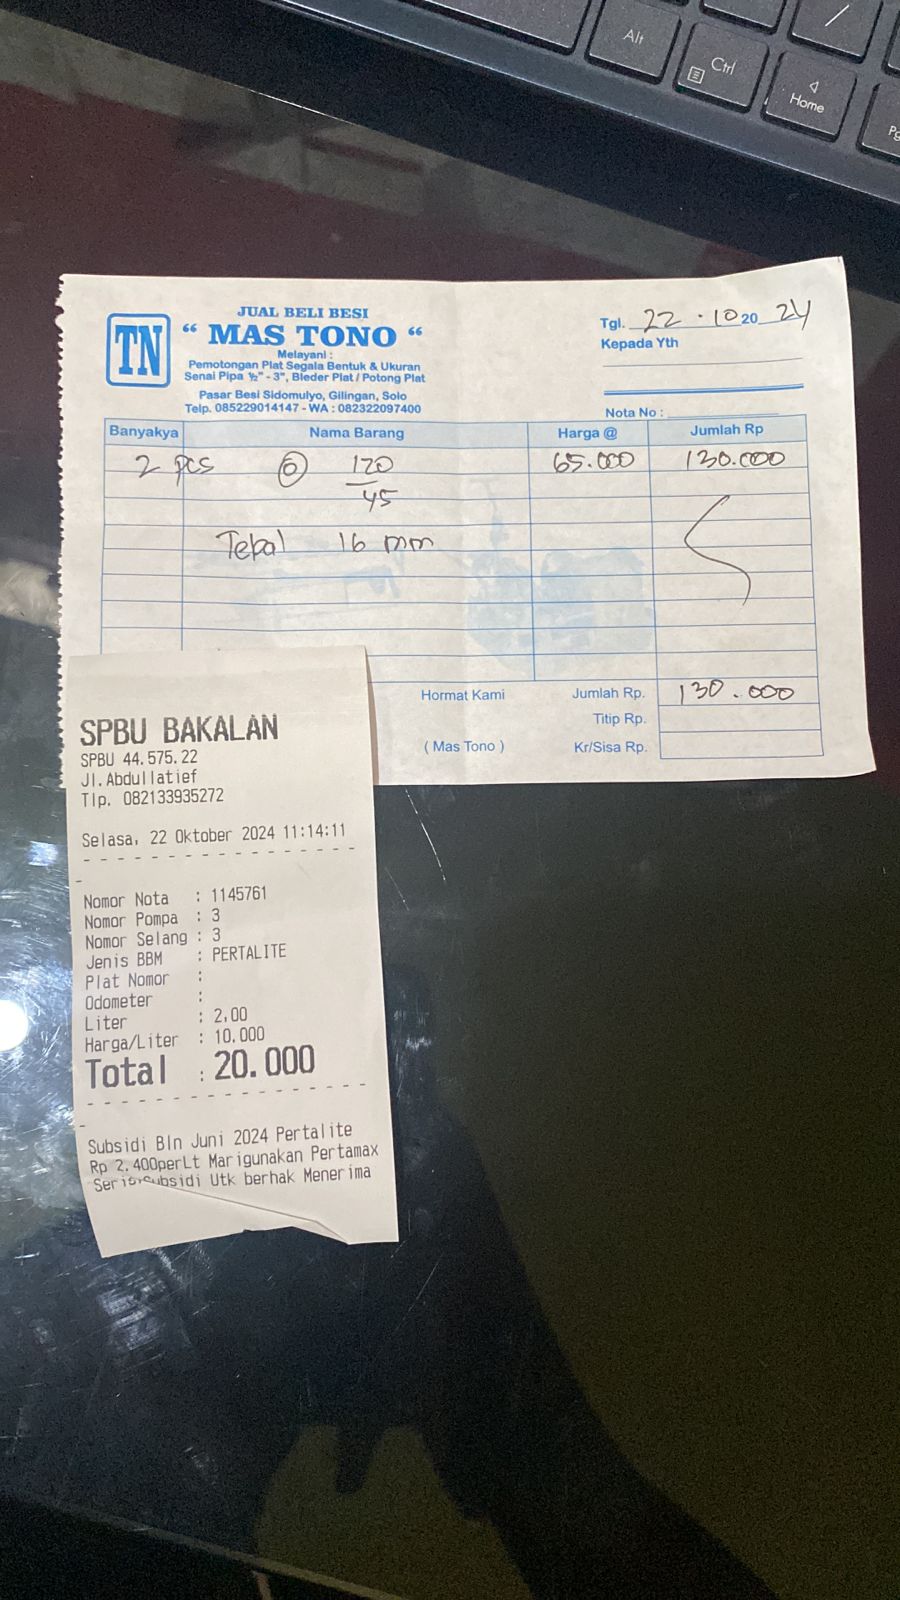 Alt
Ctrl
/
Home
Pg
TN
JUAL BELI BESI
“ MAS TONO “
Melayani :
Pemotongan Plat Segala Bentuk & Ukuran
Senai Pipa ½" - 3", Bleder Plat / Potong Plat
Pasar Besi Sidomulyo, Gilingan, Solo
Telp. 085229014147 - WA : 082322097400
Tgl. 22 . 10 20 24
Kepada Yth
Nota No :
Banyakya Nama Barang Harga @ Jumlah Rp
2 pcs 120 65.000 130.000
45
Tebal 16 mm
Hormat Kami Jumlah Rp. 130.000
Titip Rp.
( Mas Tono ) Kr/Sisa Rp.
SPBU BAKALAN
SPBU 44.575.22
Jl.Abdullatief
Tlp. 082133935272
Selasa, 22 Oktober 2024 11:14:11
- - - - - - - - - - - - - - - - -
-
Nomor Nota : 1145761
Nomor Pompa : 3
Nomor Selang : 3
Jenis BBM : PERTALITE
Plat Nomor :
Odometer :
Liter : 2,00
Harga/Liter : 10.000
Total : 20.000
- - - - - - - - - - - - - - - - -
-
Subsidi Bln Juni 2024 Pertalite
Rp 2.400perLt Marigunakan Pertamax
Utk berhak Menerima